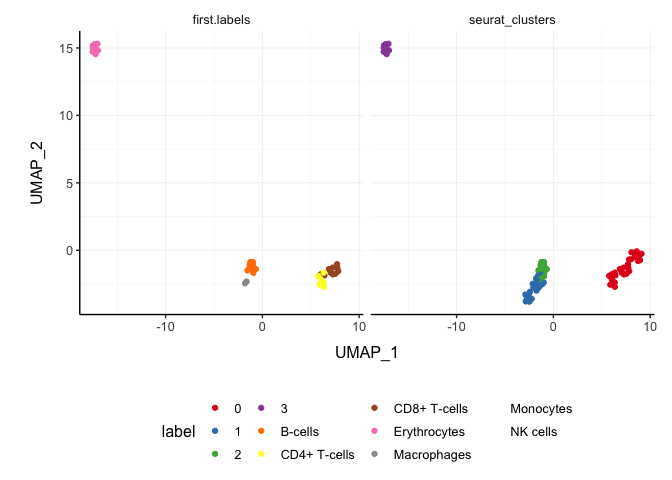 first.labels seurat_clusters
15
10
5
0
UMAP_2
-10 0 10 -10 0 10
UMAP_1
label
0 3 CD8+ T-cells Monocytes
1 B-cells Erythrocytes NK cells
2 CD4+ T-cells Macrophages